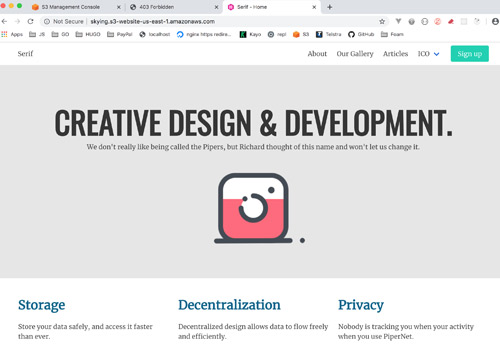 S3 Management Console
403 Forbidden
Serif - Home
Not Secure
skying.s3-website-us-east-1.amazonaws.com
Apps
JS
GO
HUGO
PayPal
localhost
nginx https redire...
Kayo
repl
S3
Telstra
GitHub
Foam
Serif
About
Our Gallery
Articles
ICO
Sign up
CREATIVE DESIGN & DEVELOPMENT.
We don't really like being called the Pipers, but Richard thought of this name and won't let us change it.
Storage
Store your data safely, and access it faster
than ever.
Decentralization
Decentralized design allows data to flow freely
and efficiently.
Privacy
Nobody is tracking you when your activity
when you use PiperNet.